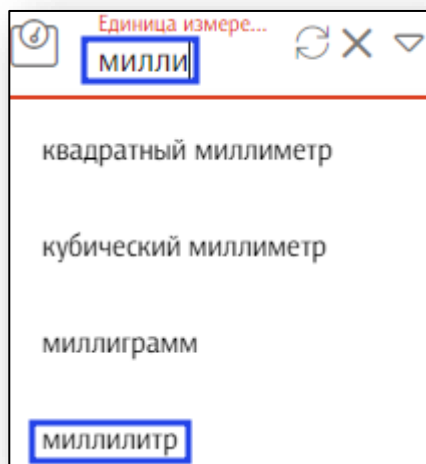 Единица измере...
милли
квадратный миллиметр
кубический миллиметр
миллиграмм
миллилитр